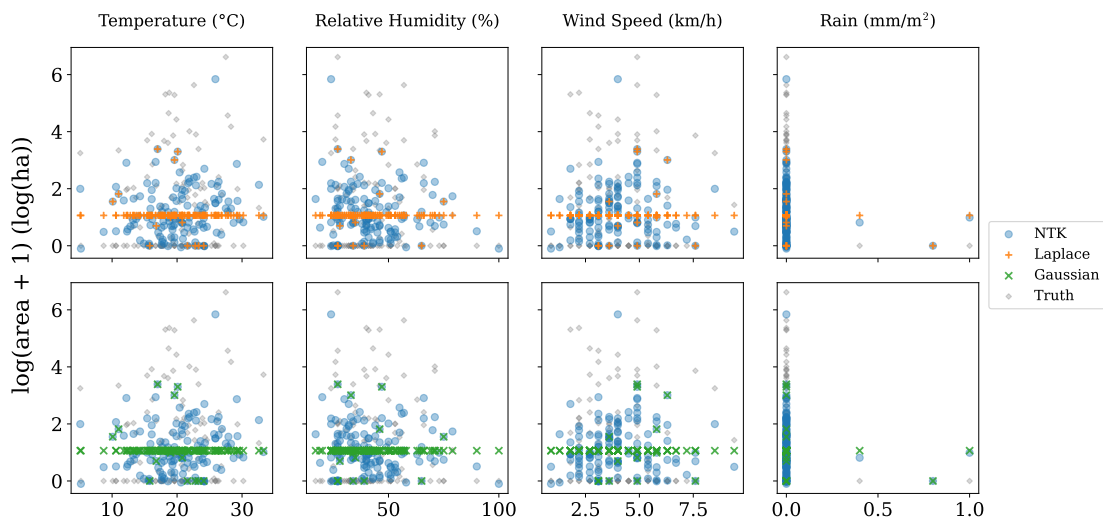 Temperature (°C) Relative Humidity (%) Wind Speed (km/h) Rain (mm/m²)
log(area + 1) (log(ha))
6
4
2
0
NTK
Laplace
Gaussian
Truth
6
4
2
0
10 20 30 50 100 2.5 5.0 7.5 0.0 0.5 1.0